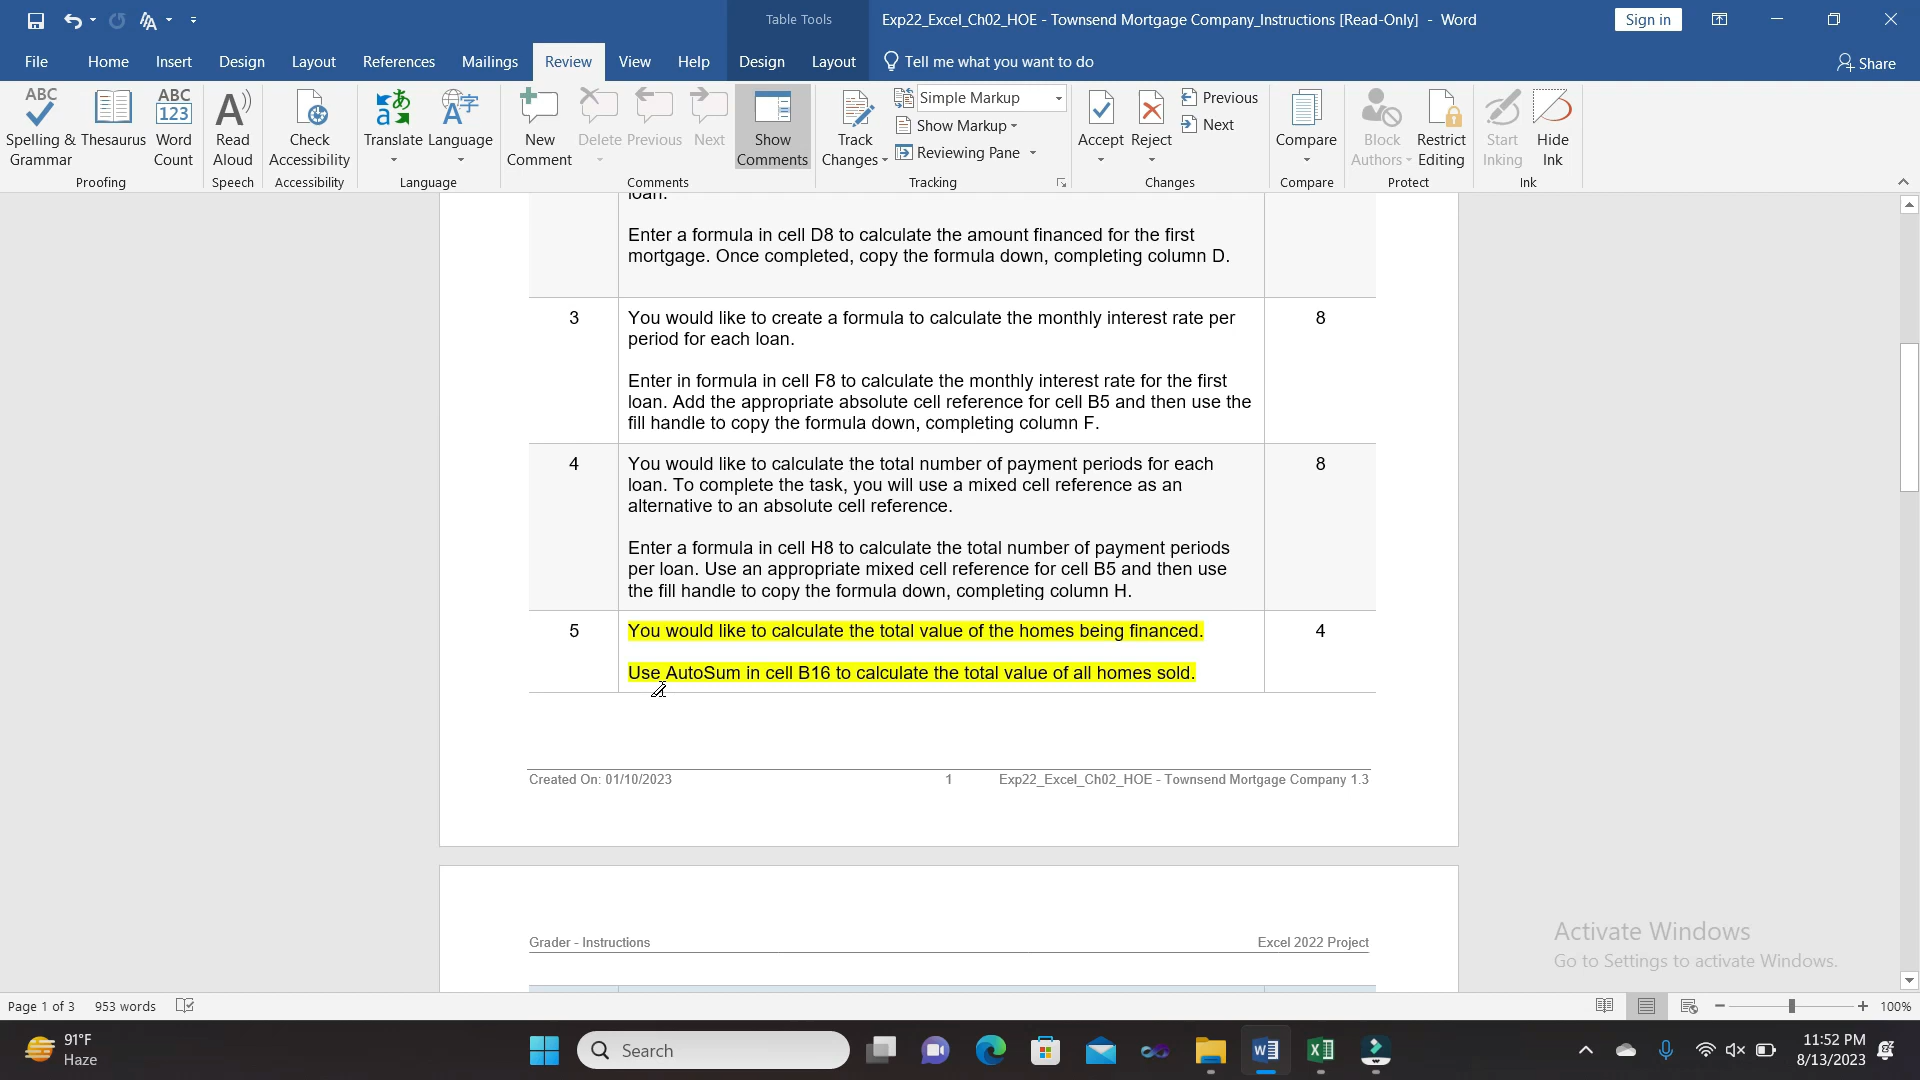 Table Tools
Exp22_Excel_Ch02_HOE - Townsend Mortgage Company_Instructions [Read-Only] - Word
Sign in
File Home Insert Design Layout References Mailings Review View Help Design Layout Tell me what you want to do
Share
ABC Spelling & Grammar
Thesaurus
ABC 123 Word Count
Read Aloud
Check Accessibility
Translate
Language
New Comment
Delete
Previous
Next
Show Comments
Track Changes
Simple Markup
Show Markup
Reviewing Pane
Accept
Reject
Previous
Next
Compare
Block Authors
Restrict Editing
Start Inking
Hide Ink
Proofing Speech Accessibility Language Comments Tracking Changes Compare Protect Ink
loan.
Enter a formula in cell D8 to calculate the amount financed for the first
mortgage. Once completed, copy the formula down, completing column D.
3 You would like to create a formula to calculate the monthly interest rate per 8
period for each loan.
Enter in formula in cell F8 to calculate the monthly interest rate for the first
loan. Add the appropriate absolute cell reference for cell B5 and then use the
fill handle to copy the formula down, completing column F.
4 You would like to calculate the total number of payment periods for each 8
loan. To complete the task, you will use a mixed cell reference as an
alternative to an absolute cell reference.
Enter a formula in cell H8 to calculate the total number of payment periods
per loan. Use an appropriate mixed cell reference for cell B5 and then use
the fill handle to copy the formula down, completing column H.
5 You would like to calculate the total value of the homes being financed. 4
Use AutoSum in cell B16 to calculate the total value of all homes sold.
Created On: 01/10/2023 1 Exp22_Excel_Ch02_HOE - Townsend Mortgage Company 1.3
Grader - Instructions Excel 2022 Project
Activate Windows
Go to Settings to activate Windows.
Page 1 of 3 953 words 100%
91°F
Haze
Search
11:52 PM
8/13/2023